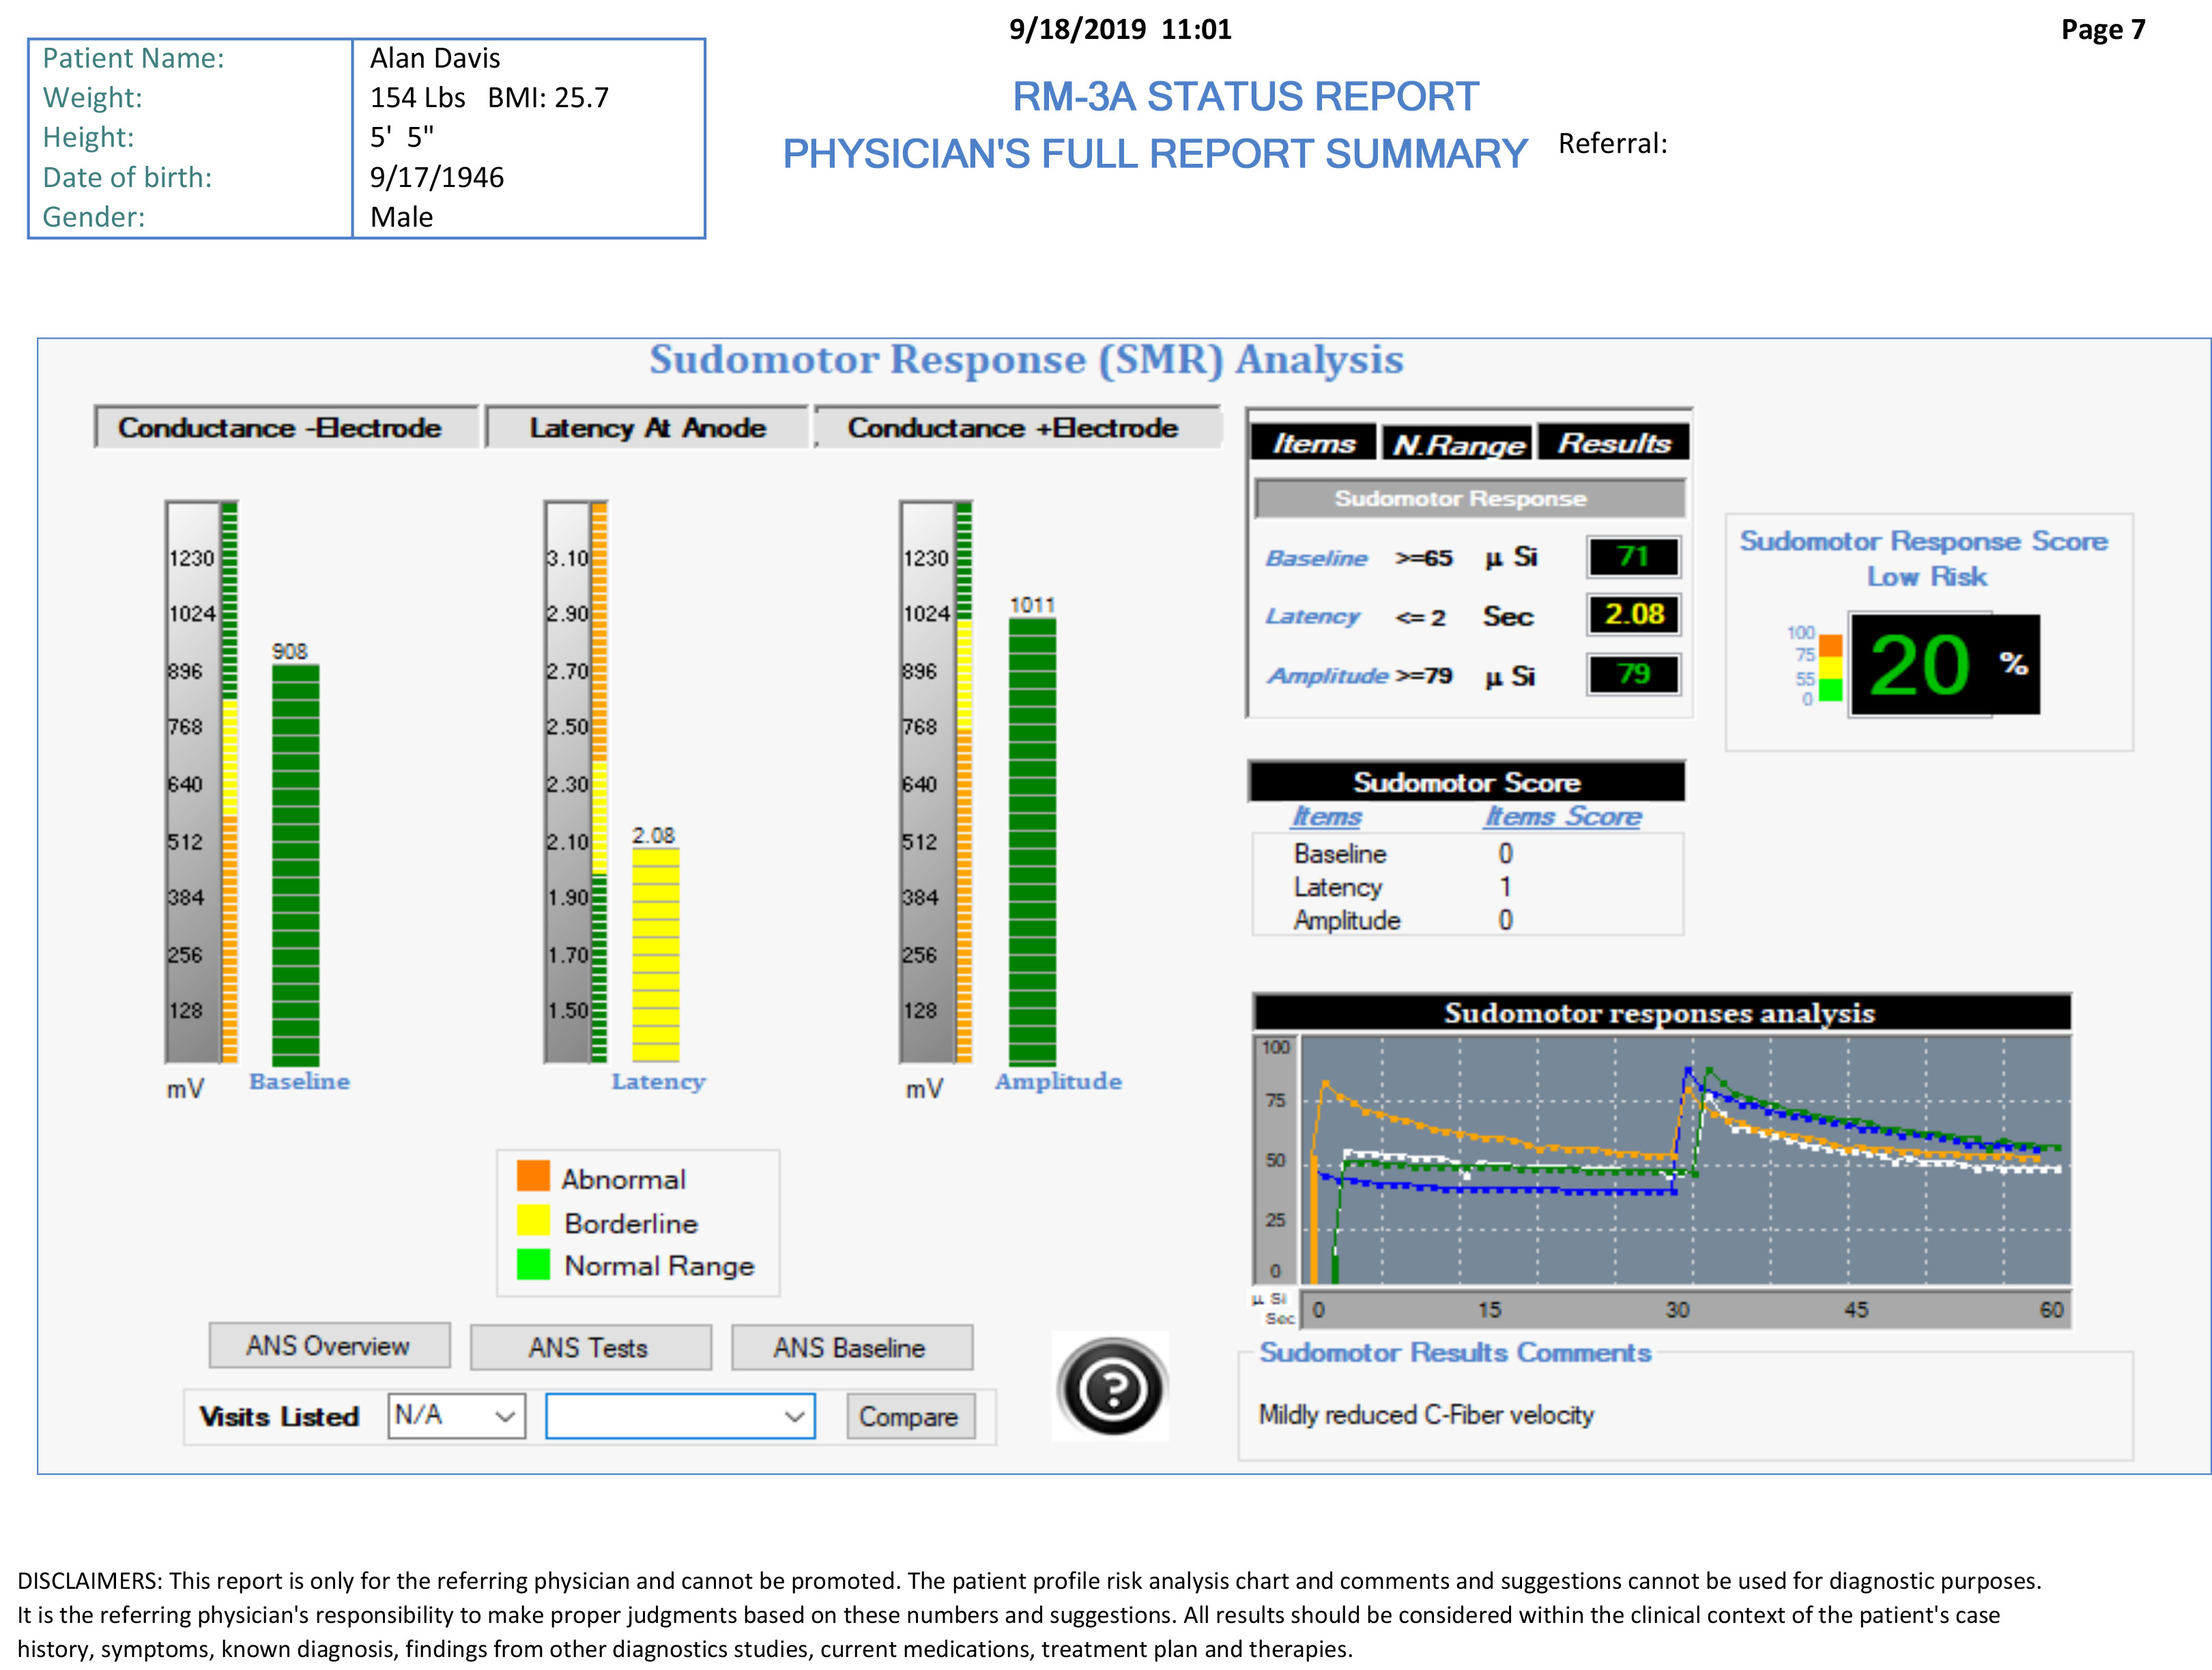 9/18/2019 11:01
Page 7
Patient Name: Alan Davis
Weight: 154 Lbs BMI: 25.7
Height: 5' 5"
Date of birth: 9/17/1946
Gender: Male
RM-3A STATUS REPORT
PHYSICIAN'S FULL REPORT SUMMARY
Referral:
Sudomotor Response (SMR) Analysis
Conductance -Electrode
1230
1024
896
768
640
512
384
256
128
mV
908
Baseline
Latency At Anode
3.10
2.90
2.70
2.50
2.30
2.10
1.90
1.70
1.50
2.08
Latency
Conductance +Electrode
1230
1024
896
768
640
512
384
256
128
mV
1011
Amplitude
Abnormal
Borderline
Normal Range
ANS Overview
ANS Tests
ANS Baseline
Visits Listed N/A Compare
?
Items N.Range Results
Sudomotor Response
Baseline >=65 µ Si 71
Latency <= 2 Sec 2.08
Amplitude >=79 µ Si 79
Sudomotor Response Score
Low Risk
100
75
55
0
20 %
Sudomotor Score
Items Items Score
Baseline 0
Latency 1
Amplitude 0
Sudomotor responses analysis
100
75
50
25
0
µ Si
Sec
0 15 30 45 60
Sudomotor Results Comments
Mildly reduced C-Fiber velocity
DISCLAIMERS: This report is only for the referring physician and cannot be promoted. The patient profile risk analysis chart and comments and suggestions cannot be used for diagnostic purposes.
It is the referring physician's responsibility to make proper judgments based on these numbers and suggestions. All results should be considered within the clinical context of the patient's case
history, symptoms, known diagnosis, findings from other diagnostics studies, current medications, treatment plan and therapies.